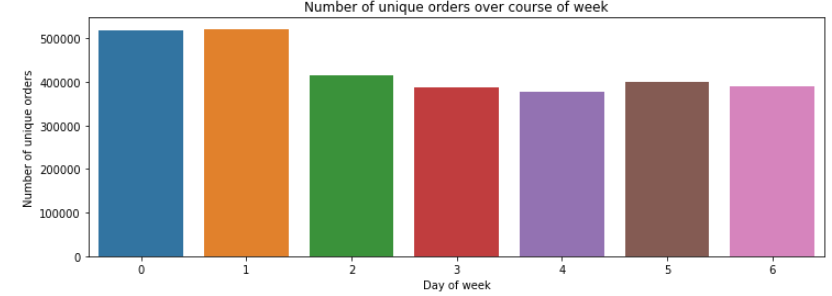 Number of unique orders over course of week
Number of unique orders
500000
400000
300000
200000
100000
0
0 1 2 3 4 5 6
Day of week